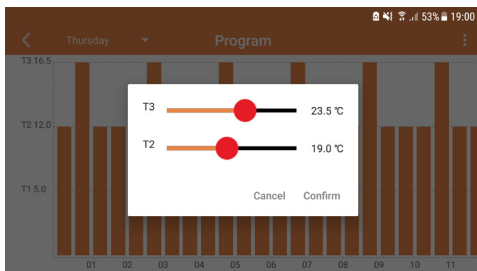 53% 19:00
Thursday Program
T3 16.5
T3 23.5 °C
T2 12.0
T2 19.0 °C
T1 5.0
Cancel Confirm
01 02 03 04 05 06 07 08 09 10 11